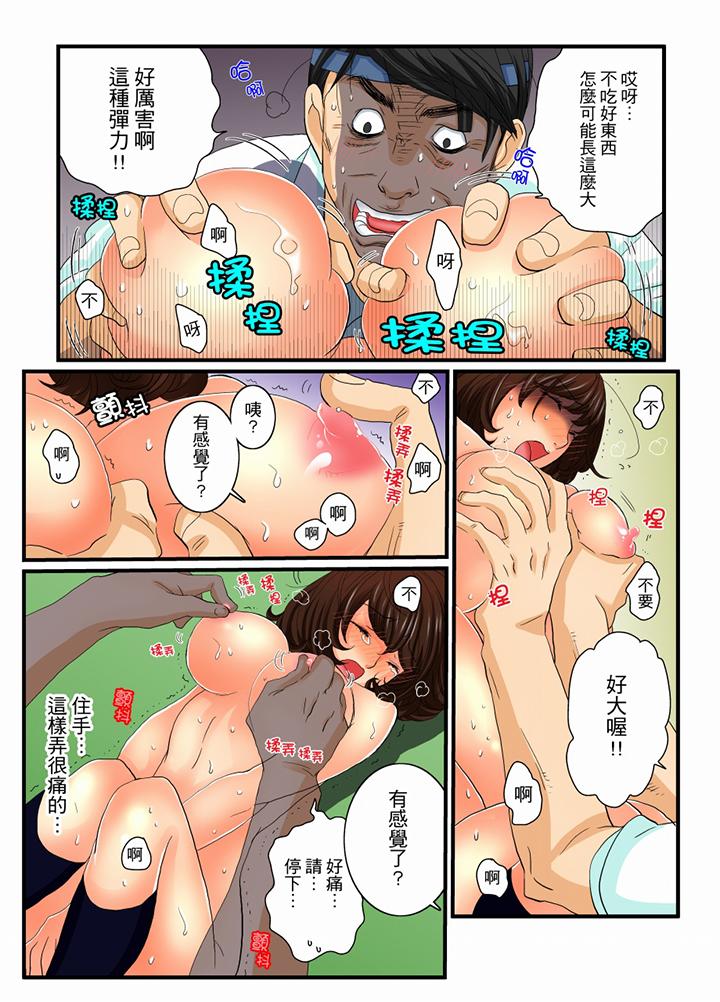 哎呀…
不吃好東西
怎麼可能長這麼大
哈啊
哈啊
好厲害啊
這種彈力!!
揉捏
啊
呀
不
呀
揉捏
揉捏
揉捏
不
捏
捏
捏
不要
好大喔!!
啊
啊
不
揉弄
揉弄
啊
咦?
有感覺了?
啊
啊
顫抖
啊
不
揉弄
揉捏
揉弄
揉弄
揉弄
揉弄
顫抖
住手…
這樣弄很痛的…
有感覺了?
好痛…
請…
停下…
啊
顫抖